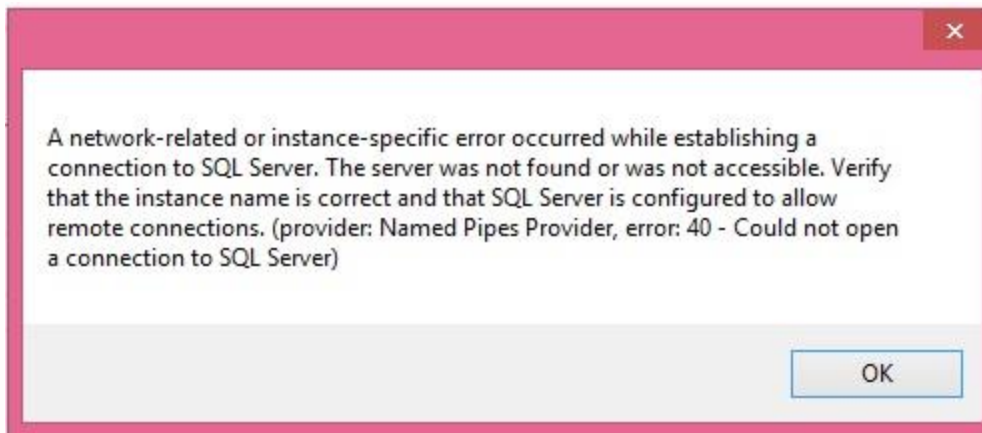 A network-related or instance-specific error occurred while establishing a
connection to SQL Server. The server was not found or was not accessible. Verify
that the instance name is correct and that SQL Server is configured to allow
remote connections. (provider: Named Pipes Provider, error: 40 - Could not open
a connection to SQL Server)
OK